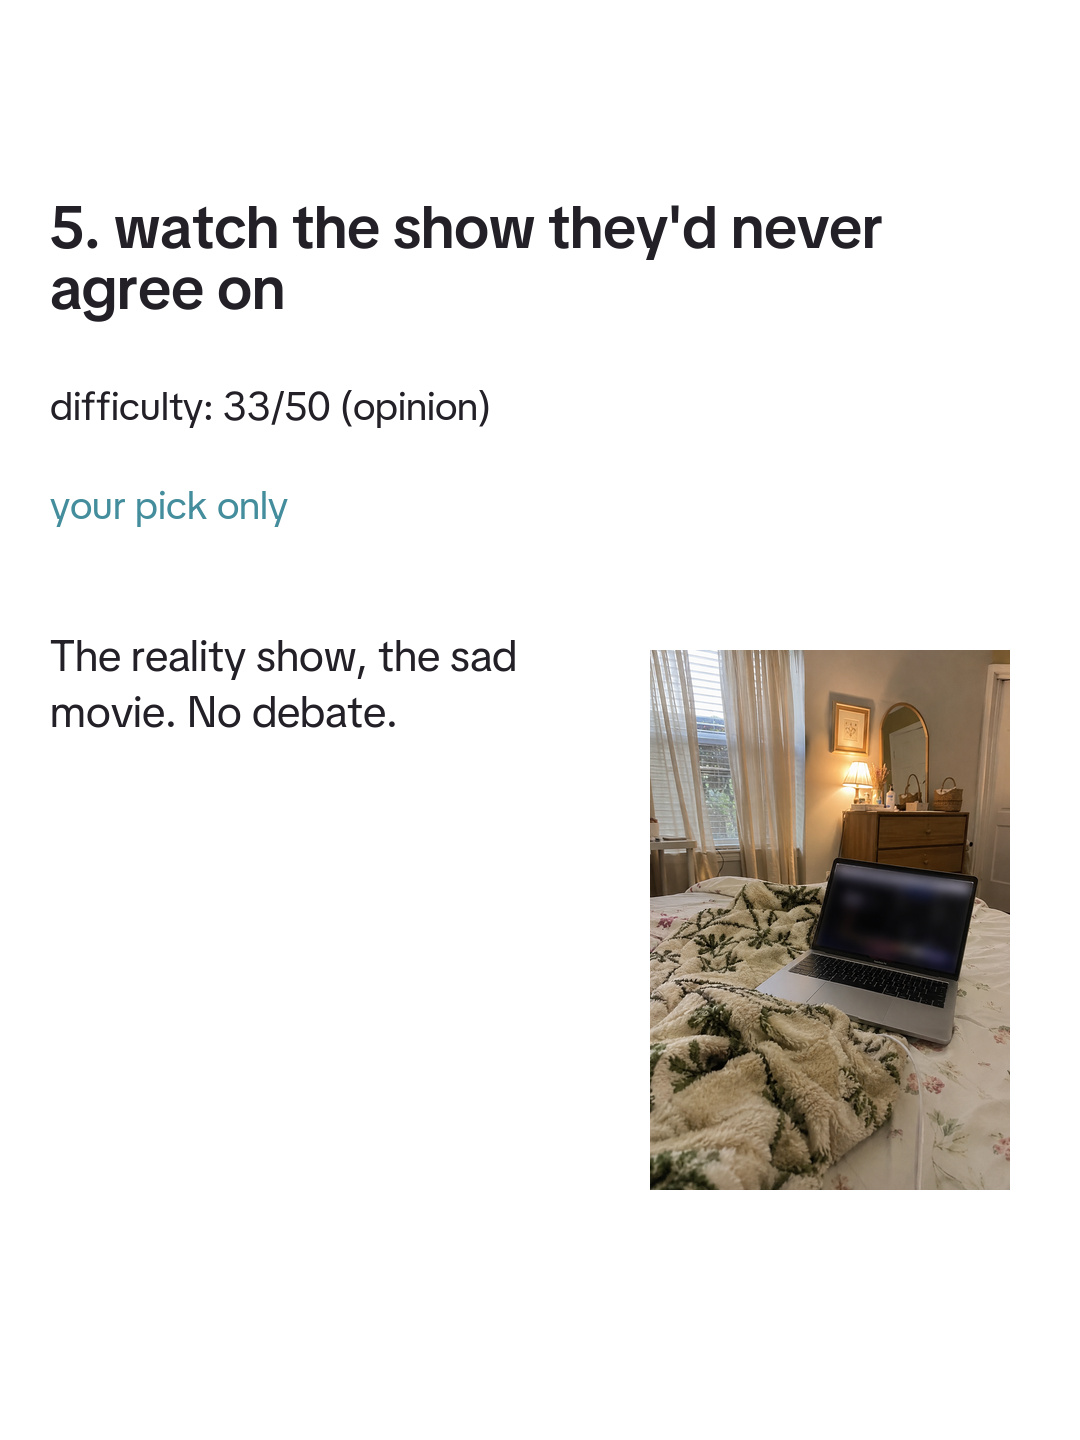 5. watch the show they'd never
agree on
difficulty: 33/50 (opinion)
your pick only
The reality show, the sad
movie. No debate.